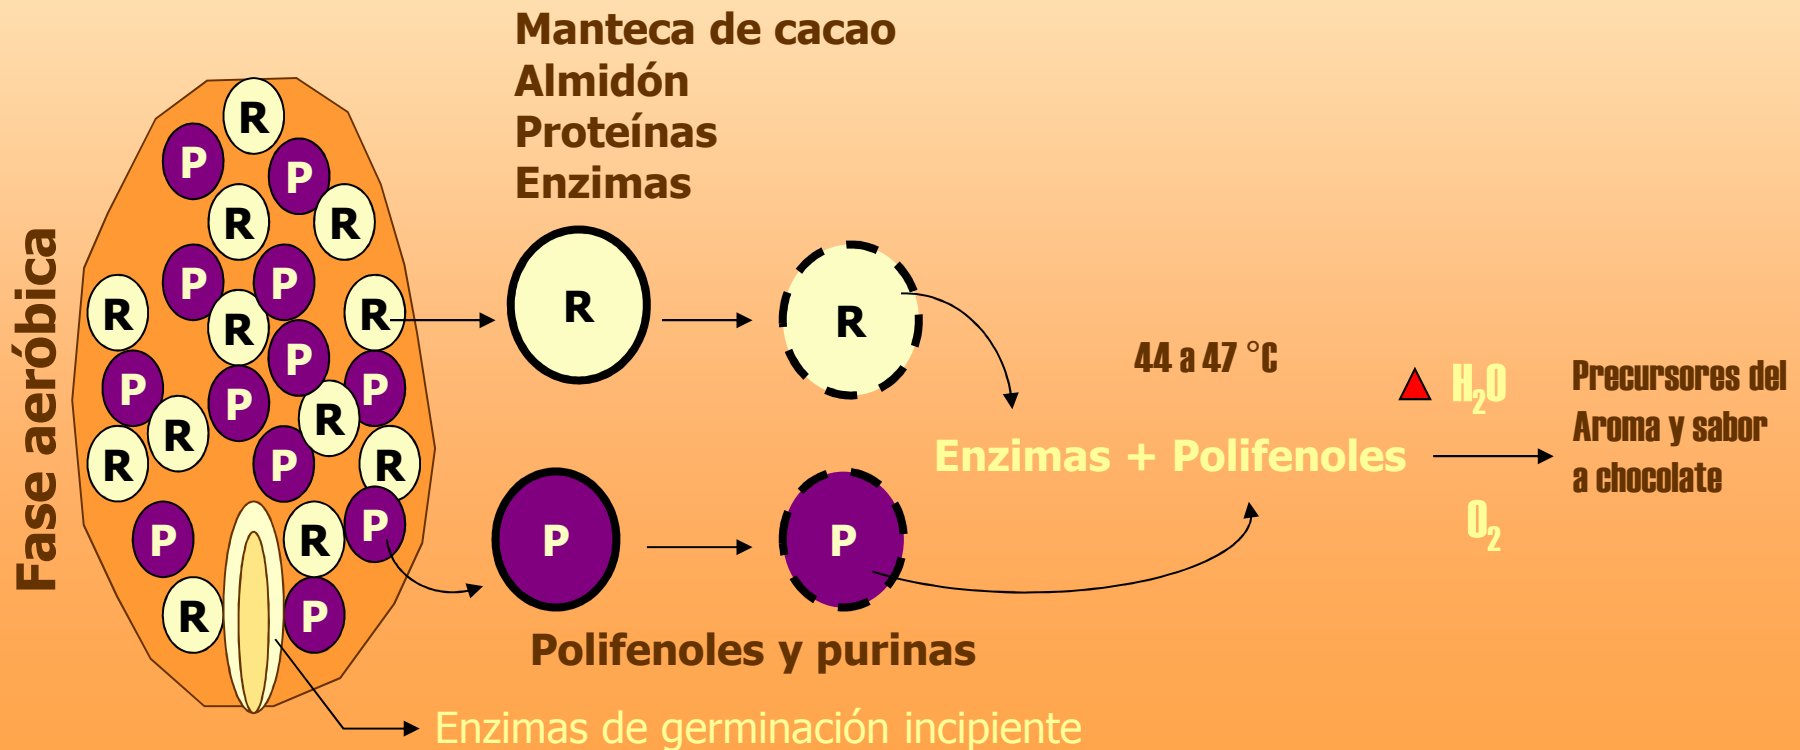 Manteca de cacao
Almidón
Proteínas
Enzimas
Fase aeróbica
R
P
P
R
R
P
P
R
R
R
P
P
P
P
R
R
R
P
R
P
R
P
R
P
R
R
P
P
44 a 47 °C
H₂O
Enzimas + Polifenoles
O₂
Precursores del
Aroma y sabor
a chocolate
Polifenoles y purinas
Enzimas de germinación incipiente